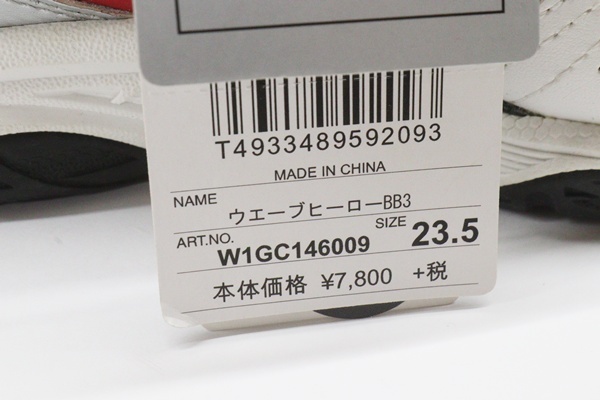 T4933489592093
MADE IN CHINA
NAME ウエーブヒーローBB3
ART.NO. W1GC146009 SIZE 23.5
本体価格 ¥7,800 +税